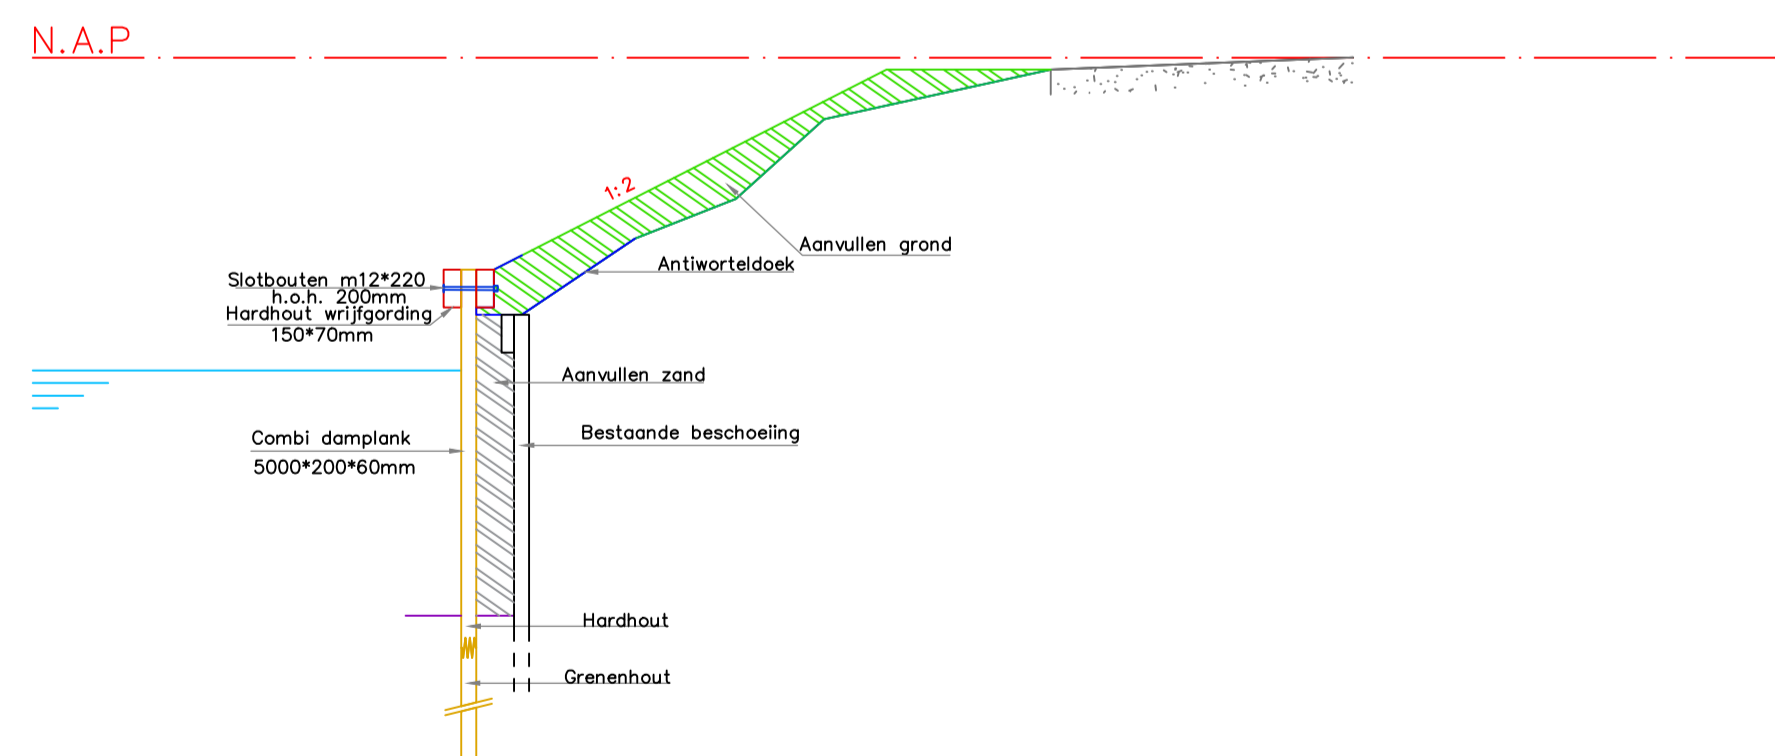 N.A.P
1:2
Aanvullen grond
Antiworteldoek
Slotbouten m12*220
h.o.h. 200mm
Hardhout wrijfgording
150*70mm
Aanvullen zand
Bestaande beschoeiing
Combi damplank
5000*200*60mm
Hardhout
Grenenhout